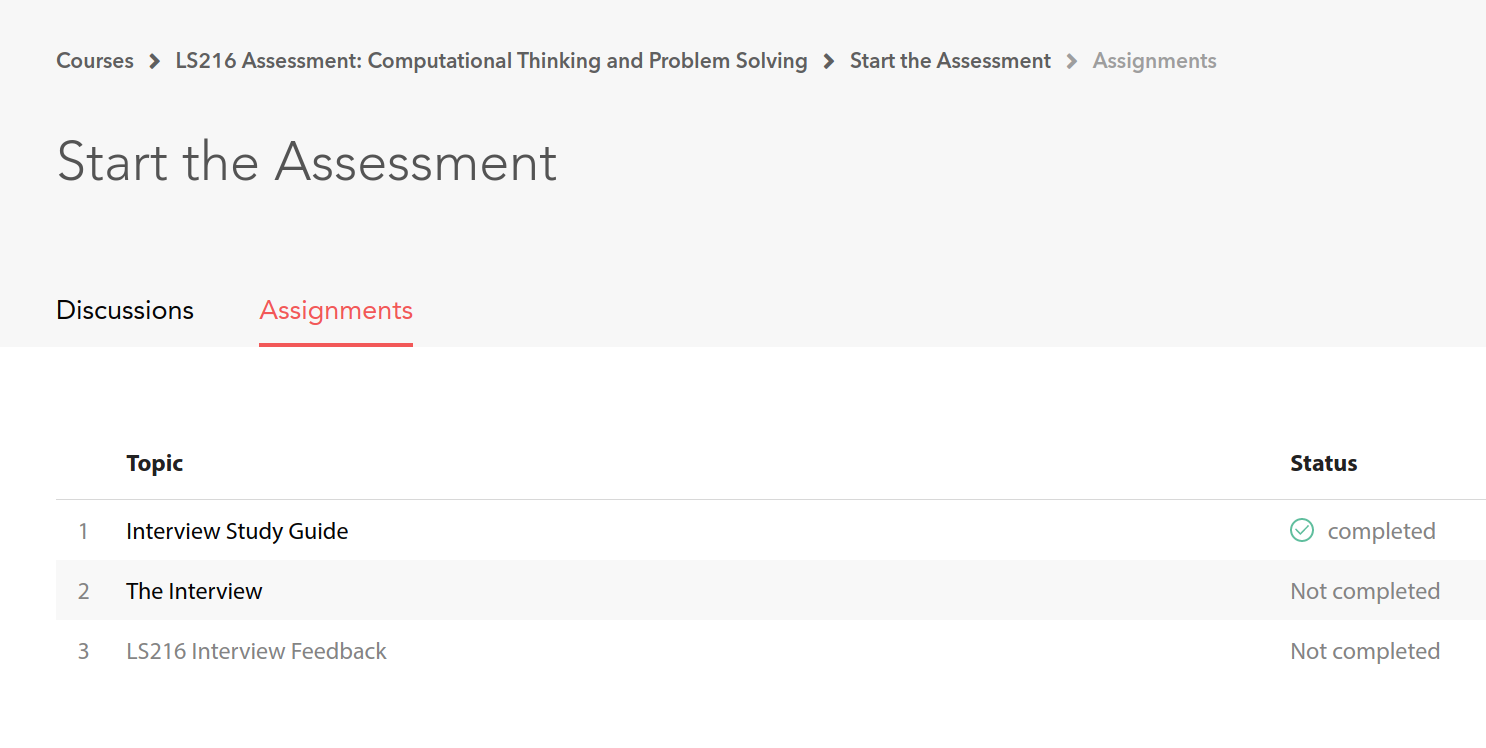 Courses > LS216 Assessment: Computational Thinking and Problem Solving > Start the Assessment > Assignments
Start the Assessment
Discussions Assignments
Topic Status
1 Interview Study Guide completed
2 The Interview Not completed
3 LS216 Interview Feedback Not completed